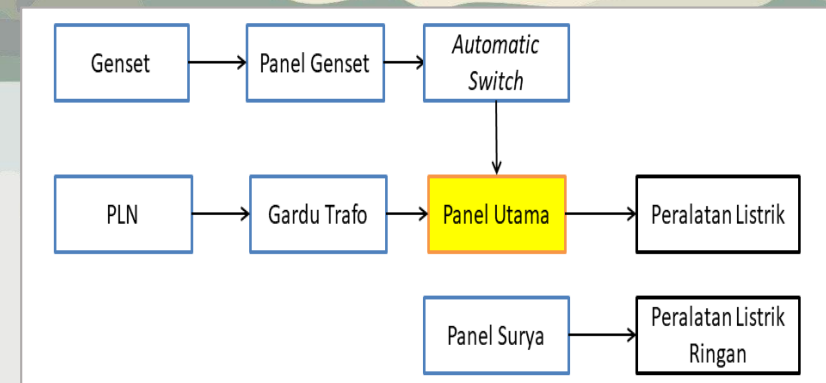 Genset
Panel Genset
Automatic
Switch
PLN
Gardu Trafo
Panel Utama
Peralatan Listrik
Panel Surya
Peralatan Listrik
Ringan